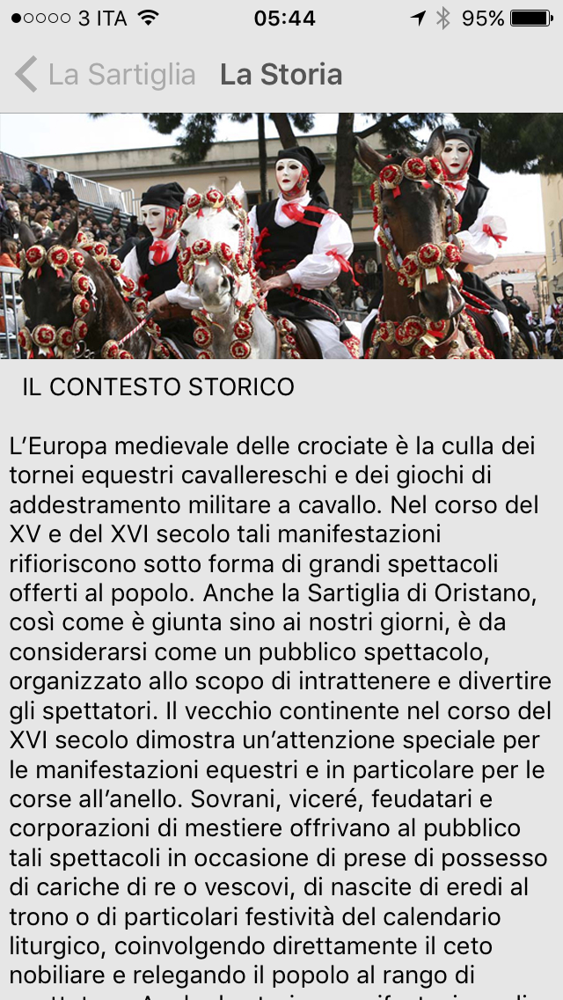 3 ITA 05:44 95%
La Sartiglia La Storia
IL CONTESTO STORICO
L’Europa medievale delle crociate è la culla dei
tornei equestri cavallereschi e dei giochi di
addestramento militare a cavallo. Nel corso del
XV e del XVI secolo tali manifestazioni
rifioriscono sotto forma di grandi spettacoli
offerti al popolo. Anche la Sartiglia di Oristano,
così come è giunta sino ai nostri giorni, è da
considerarsi come un pubblico spettacolo,
organizzato allo scopo di intrattenere e divertire
gli spettatori. Il vecchio continente nel corso del
XVI secolo dimostra un’attenzione speciale per
le manifestazioni equestri e in particolare per le
corse all’anello. Sovrani, viceré, feudatari e
corporazioni di mestiere offrivano al pubblico
tali spettacoli in occasione di prese di possesso
di cariche di re o vescovi, di nascite di eredi al
trono o di particolari festività del calendario
liturgico, coinvolgendo direttamente il ceto
nobiliare e relegando il popolo al rango di